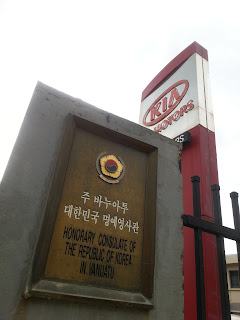 주 바누아투
대한민국 명예영사관
HONORARY CONSULATE OF
THE REPUBLIC OF KOREA
IN VANUATU
KIA
MOTORS